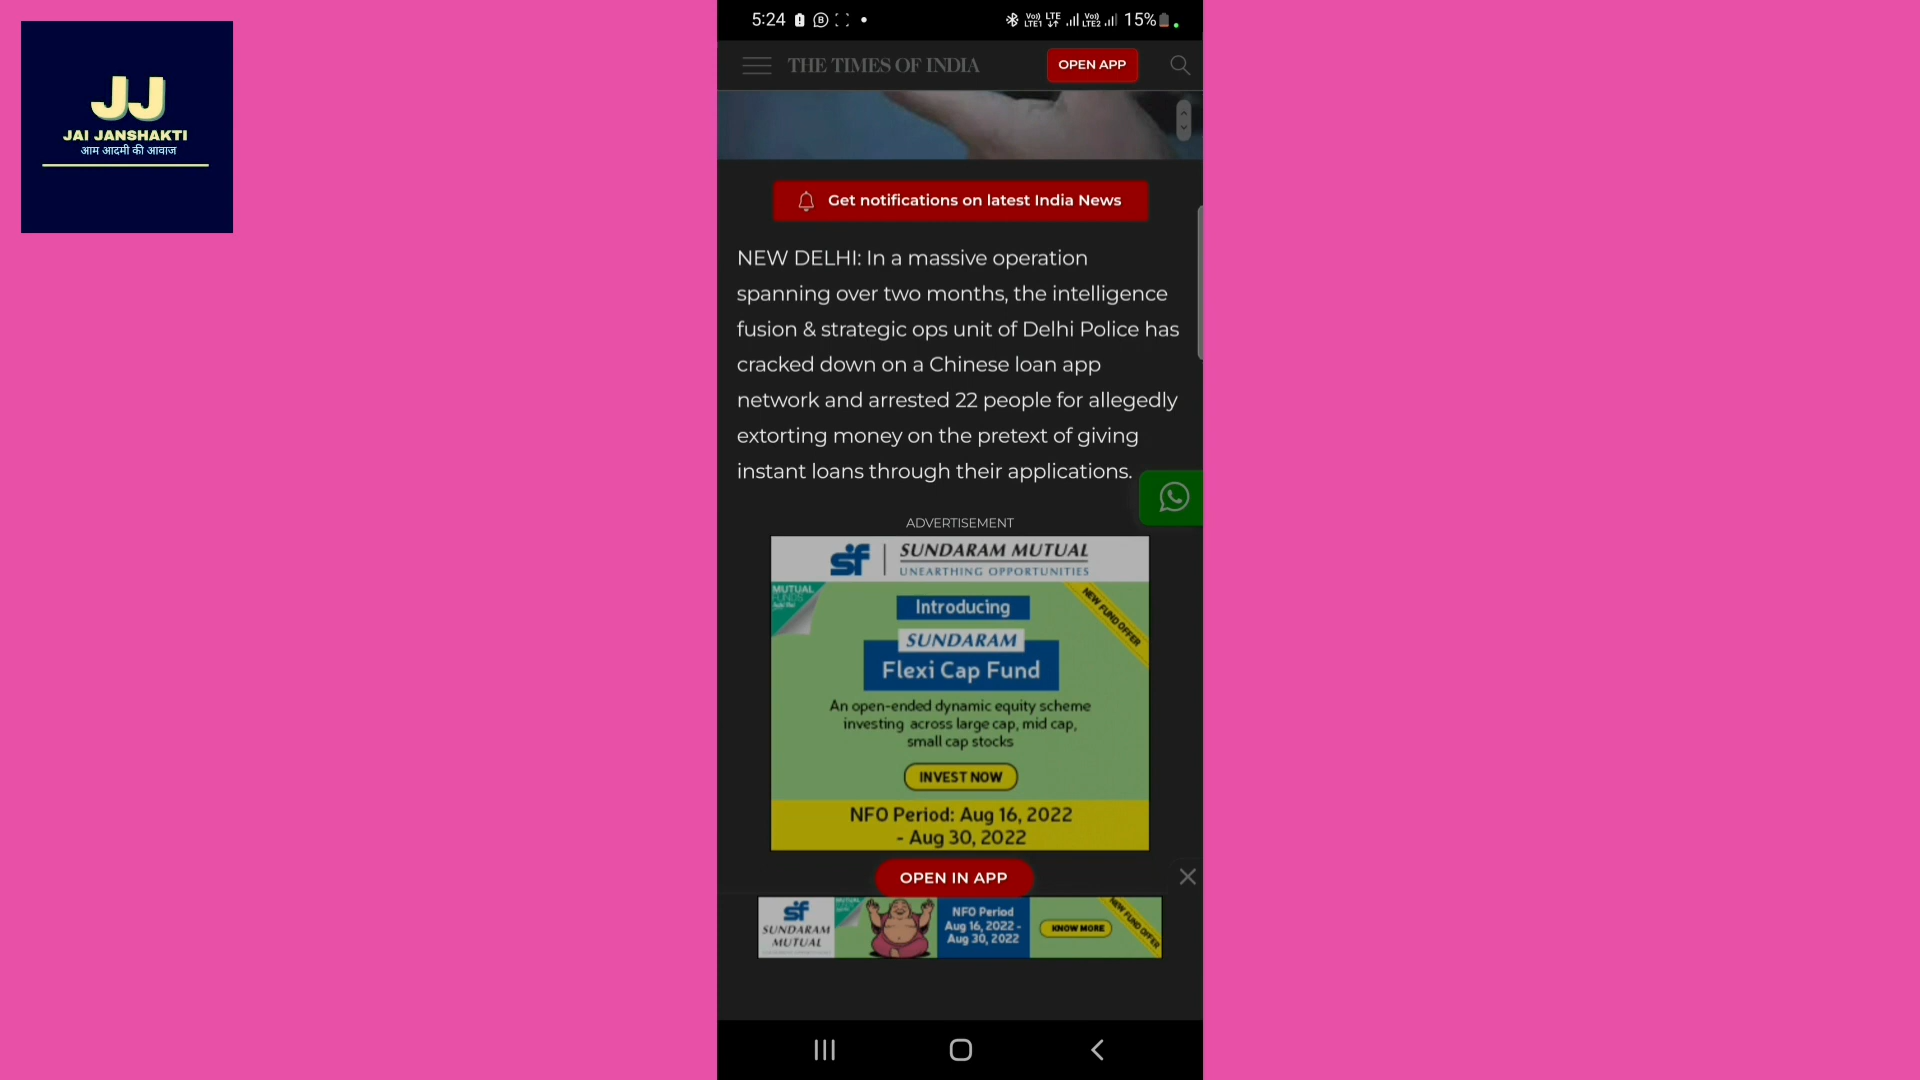 JJ
JAI JANSHAKTI
आम आदमी की आवाज
5:24
15%
THE TIMES OF INDIA
OPEN APP
Get notifications on latest India News
NEW DELHI: In a massive operation
spanning over two months, the intelligence
fusion & strategic ops unit of Delhi Police has
cracked down on a Chinese loan app
network and arrested 22 people for allegedly
extorting money on the pretext of giving
instant loans through their applications.
ADVERTISEMENT
sf
SUNDARAM MUTUAL
UNEARTHING OPPORTUNITIES
MUTUAL
FUNDS
NEW FUND OFFER
Introducing
SUNDARAM
Flexi Cap Fund
An open-ended dynamic equity scheme
investing across large cap, mid cap,
small cap stocks
INVEST NOW
NFO Period: Aug 16, 2022
- Aug 30, 2022
OPEN IN APP
sf
SUNDARAM
MUTUAL
NFO Period
Aug 16, 2022 -
Aug 30, 2022
KNOW MORE
NEW FUND OFFER